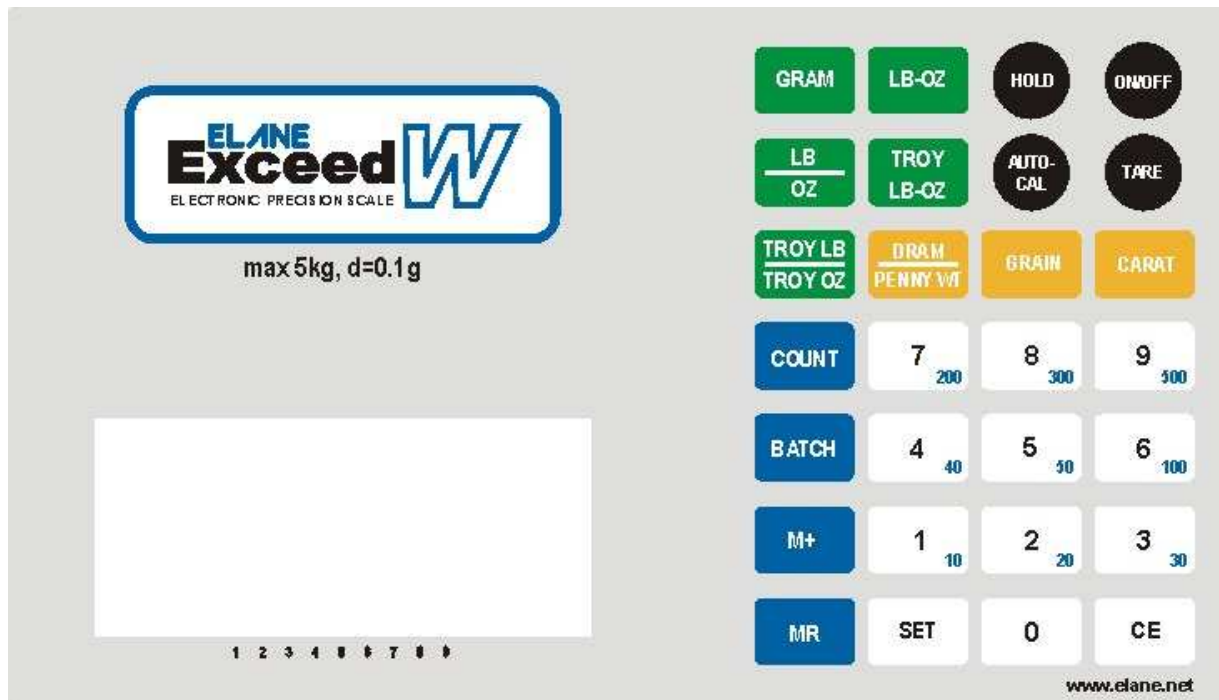 ELANE
Exceed W
ELECTRONIC PRECISION SCALE
max 5kg, d=0.1g
1 2 3 4 5 6 7 8 9
GRAM
LB-OZ
HOLD
ON/OFF
LB
OZ
TROY
LB-OZ
AUTO-
CAL
TARE
TROY LB
TROY OZ
DRAM
PENNY WT
GRAIN
CARAT
COUNT
7
200
8
300
9
500
BATCH
4
40
5
50
6
100
M+
1
10
2
20
3
30
MR
SET
0
CE
www.elane.net